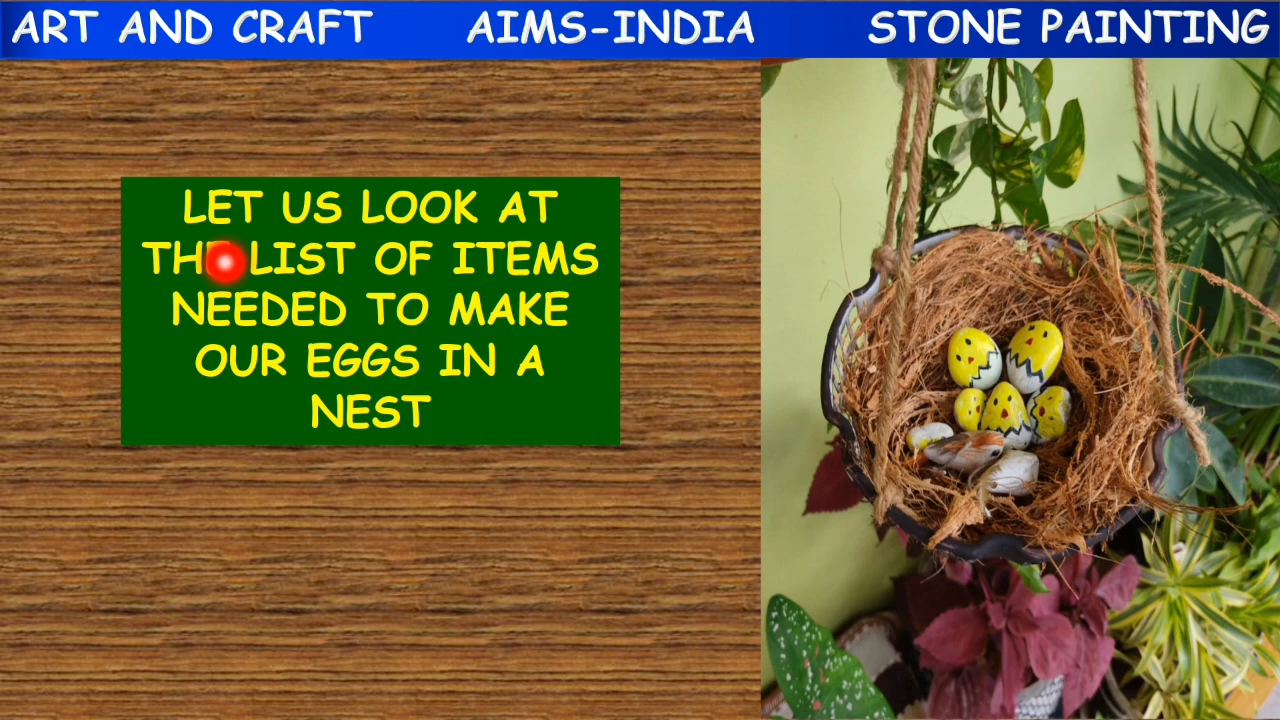 ART AND CRAFT AIMS-INDIA STONE PAINTING
LET US LOOK AT
THE LIST OF ITEMS
NEEDED TO MAKE
OUR EGGS IN A
NEST